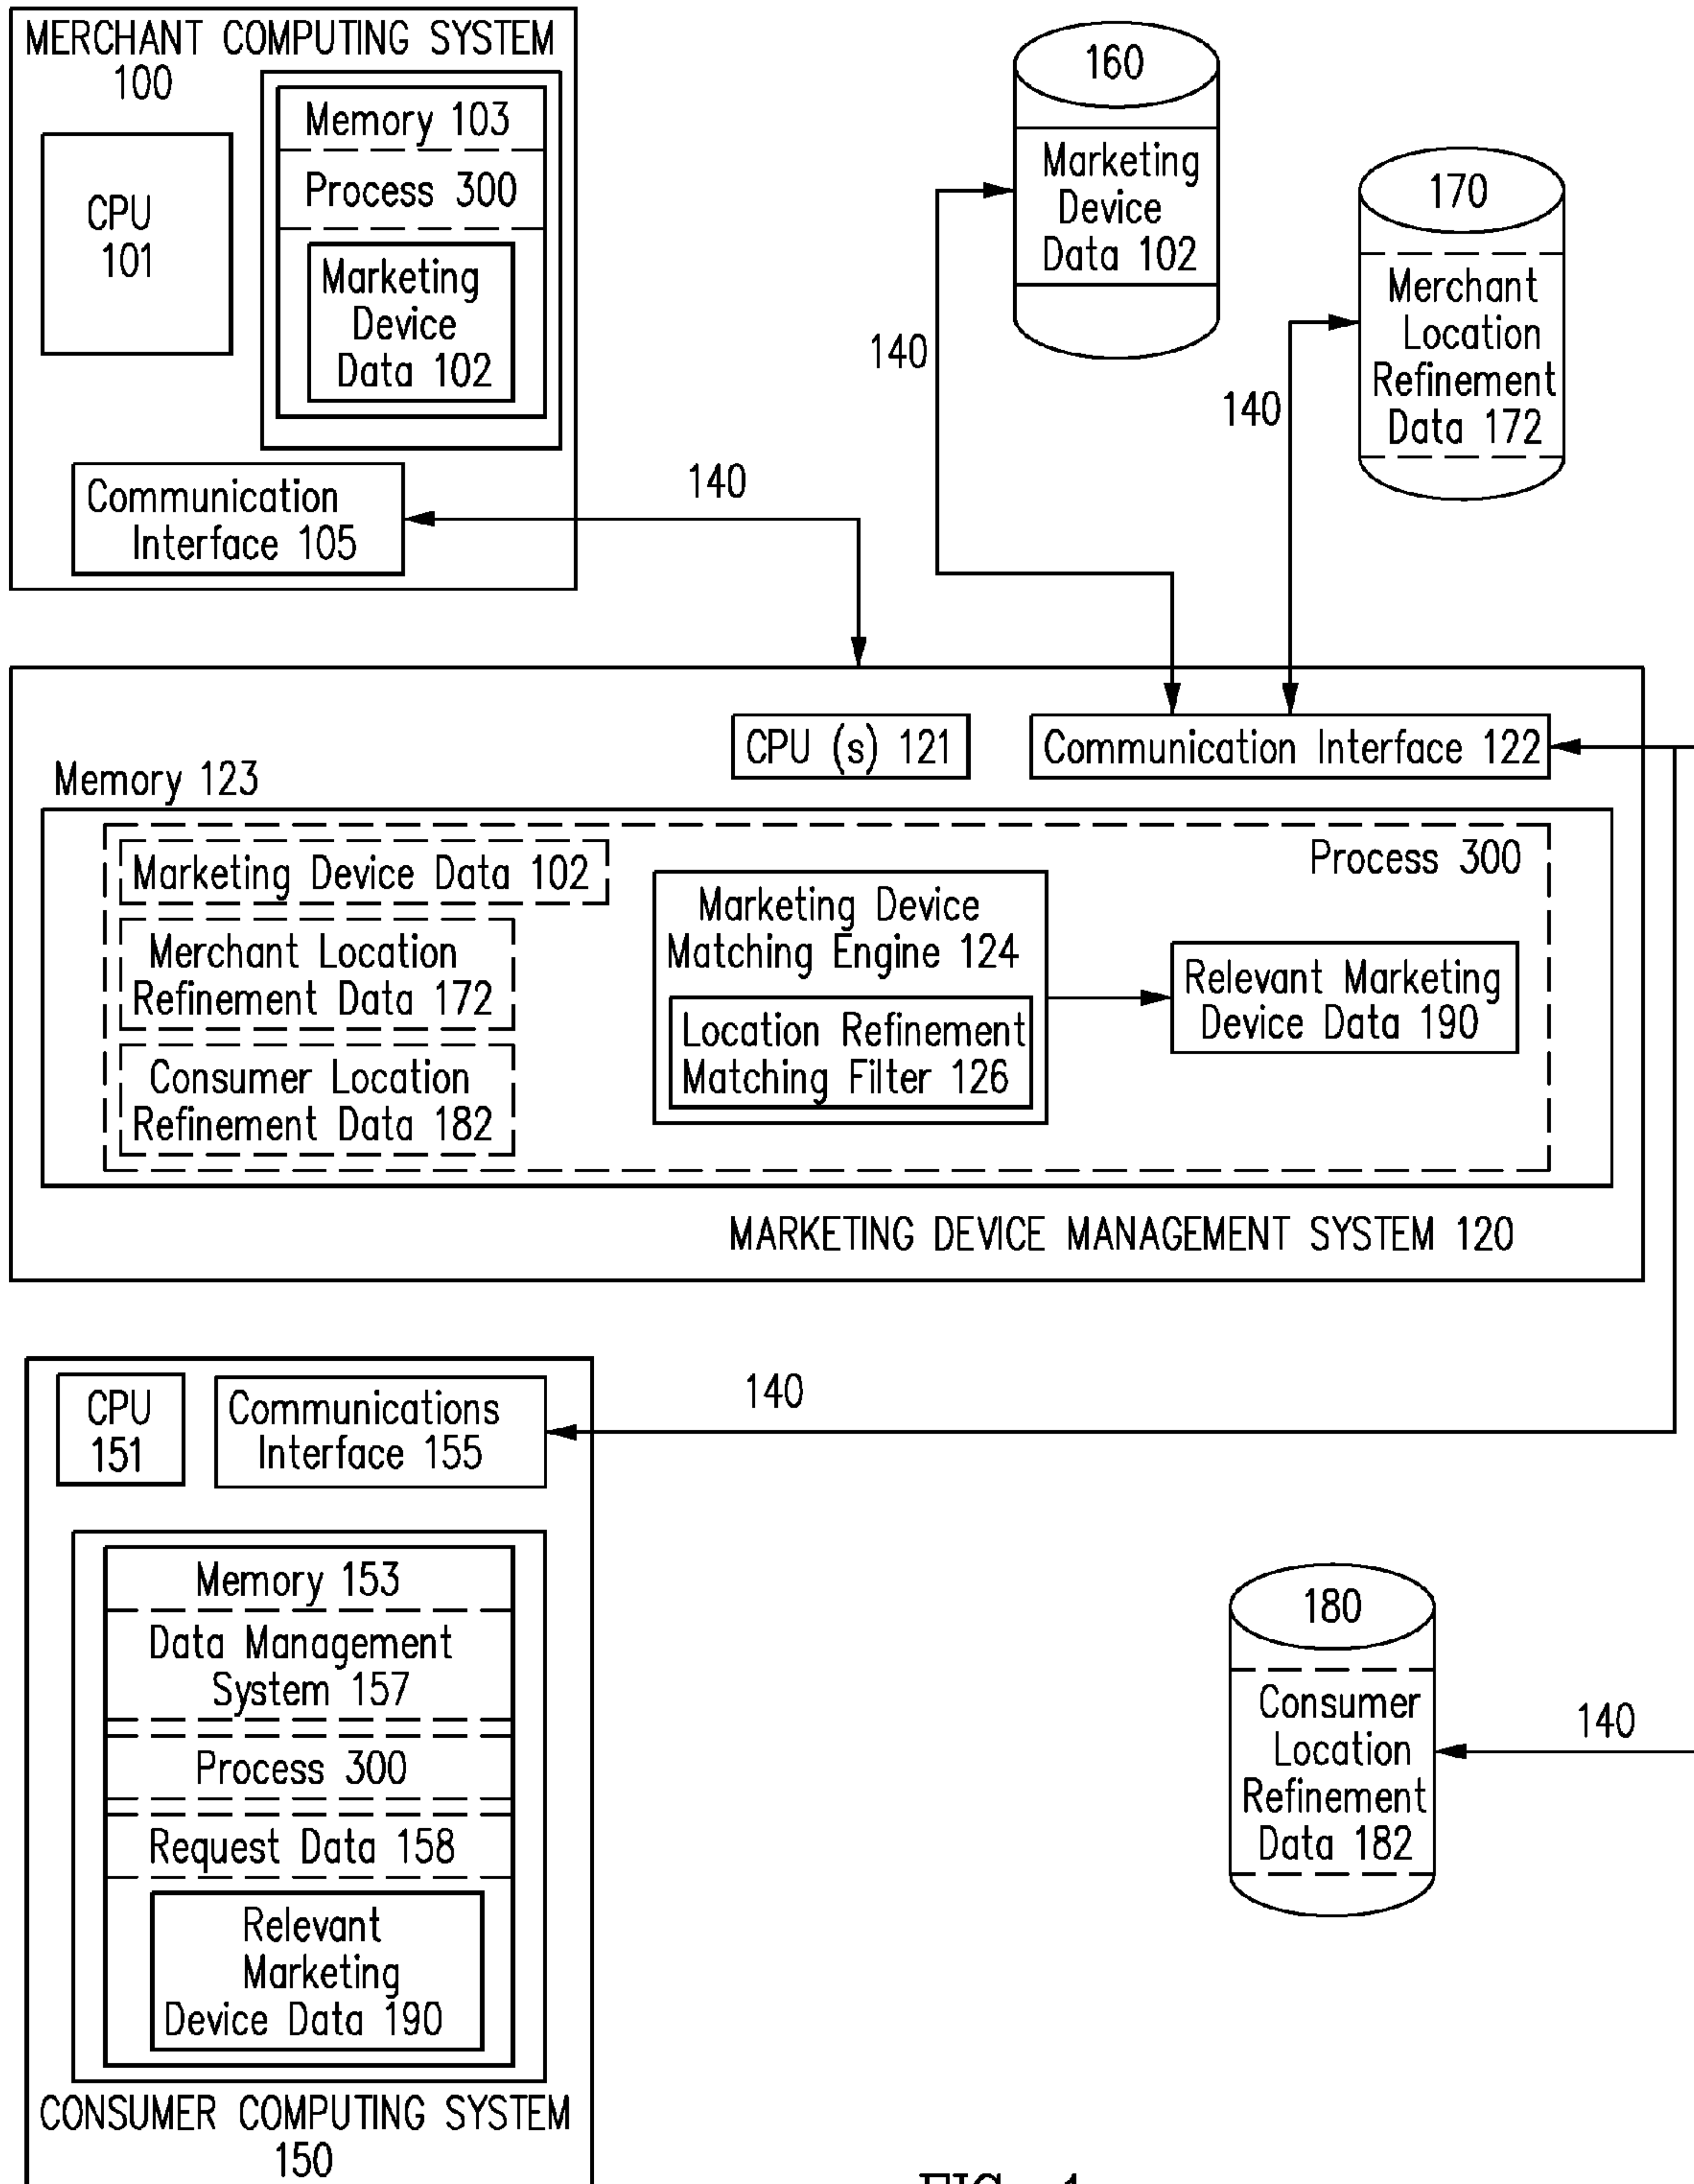 MERCHANT COMPUTING SYSTEM
100
CPU
101
Memory 103
Process 300
Marketing
Device
Data 102
Communication
Interface 105
140
160
Marketing
Device
Data 102
140
170
Merchant
Location
Refinement
Data 172
140
CPU (s) 121
Communication Interface 122
Memory 123
Process 300
Marketing Device Data 102
Merchant Location
Refinement Data 172
Consumer Location
Refinement Data 182
Marketing Device
Matching Engine 124
Location Refinement
Matching Filter 126
Relevant Marketing
Device Data 190
MARKETING DEVICE MANAGEMENT SYSTEM 120
CPU
151
Communications
Interface 155
140
Memory 153
Data Management
System 157
Process 300
Request Data 158
Relevant
Marketing
Device Data 190
CONSUMER COMPUTING SYSTEM
150
180
Consumer
Location
Refinement
Data 182
140